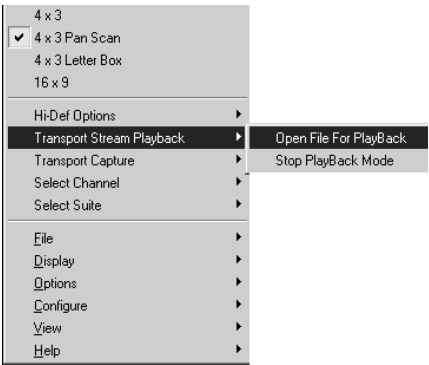 4 x 3
4 x 3 Pan Scan
4 x 3 Letter Box
16 x 9
Hi-Def Options
Transport Stream Playback
Open File For PlayBack
Transport Capture
Stop PlayBack Mode
Select Channel
Select Suite
File
Display
Options
Configure
View
Help